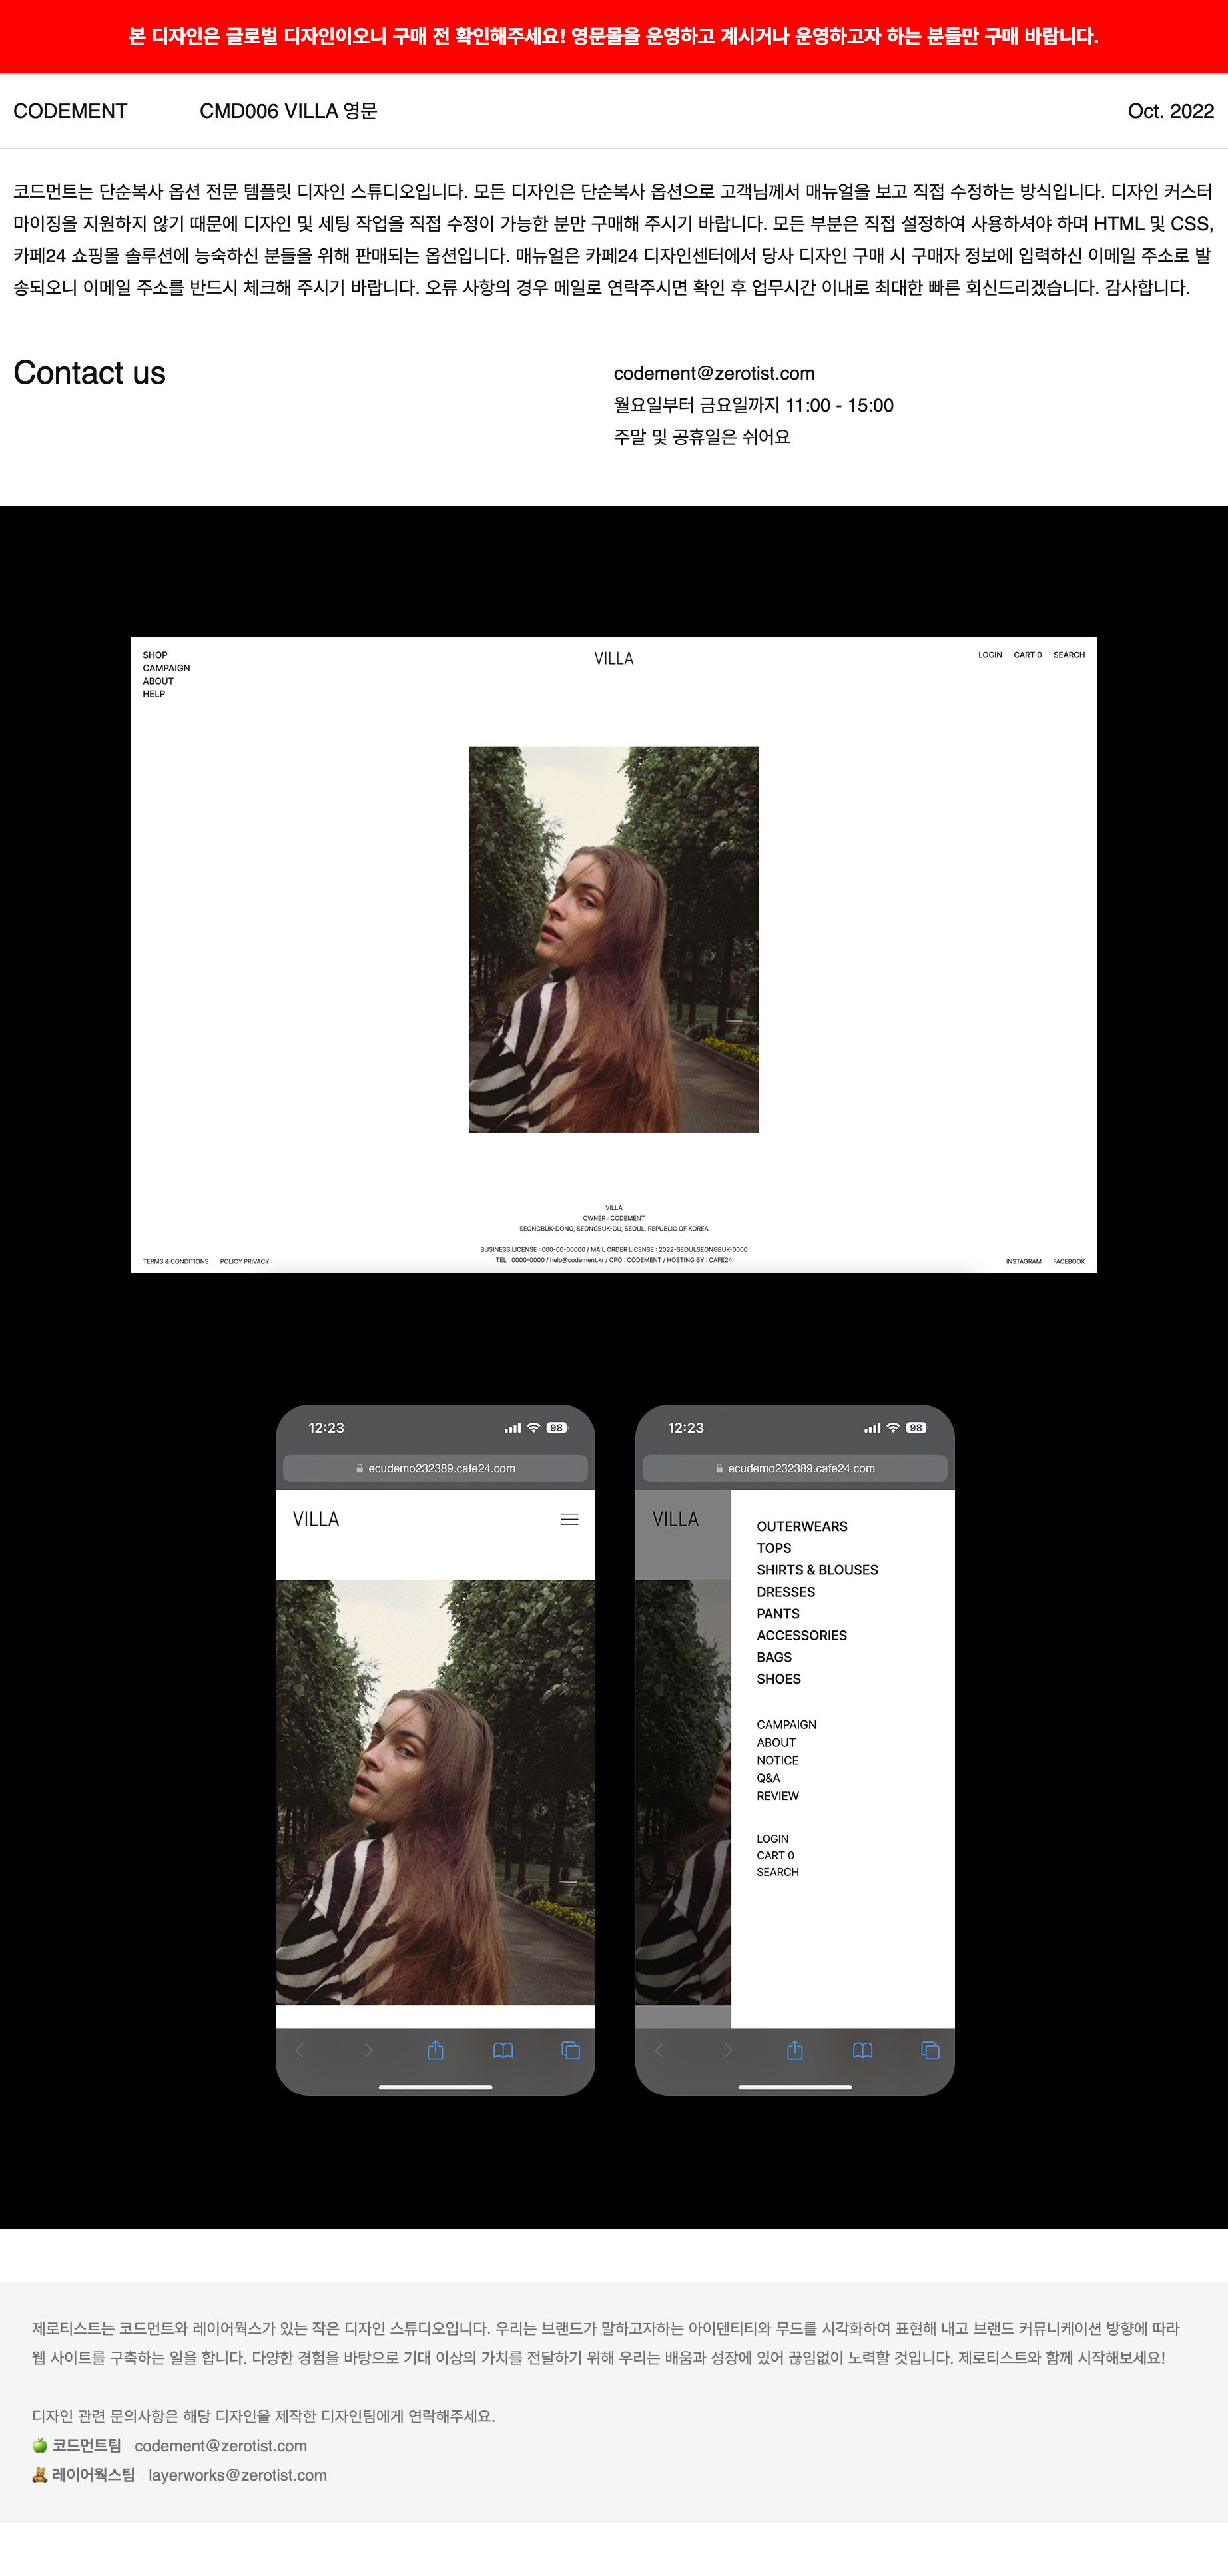 본 디자인은 글로벌 디자인이오니 구매 전 확인해주세요! 영문몰을 운영하고 계시거나 운영하고자 하는 분들만 구매 바랍니다.
CODEMENT CMD006 VILLA 영문 Oct. 2022
코드먼트는 단순복사 옵션 전문 템플릿 디자인 스튜디오입니다. 모든 디자인은 단순복사 옵션으로 고객님께서 매뉴얼을 보고 직접 수정하는 방식입니다. 디자인 커스터
마이징을 지원하지 않기 때문에 디자인 및 세팅 작업을 직접 수정이 가능한 분만 구매해 주시기 바랍니다. 모든 부분은 직접 설정하여 사용하셔야 하며 HTML 및 CSS,
카페24 쇼핑몰 솔루션에 능숙하신 분들을 위해 판매되는 옵션입니다. 매뉴얼은 카페24 디자인센터에서 당사 디자인 구매 시 구매자 정보에 입력하신 이메일 주소로 발
송되오니 이메일 주소를 반드시 체크해 주시기 바랍니다. 오류 사항의 경우 메일로 연락주시면 확인 후 업무시간 이내로 최대한 빠른 회신드리겠습니다. 감사합니다.
Contact us
codement@zerotist.com
월요일부터 금요일까지 11:00 - 15:00
주말 및 공휴일은 쉬어요
SHOP
CAMPAIGN
ABOUT
HELP
VILLA
LOGIN CART 0 SEARCH
VILLA
OWNER : CODEMENT
SEONGBUK-DONG, SEONGBUK-GU, SEOUL, REPUBLIC OF KOREA
BUSINESS LICENSE : 000-00-00000 / MAIL ORDER LICENSE : 2022-SEOULSEONGBUK-0000
TEL : 0000-0000 / help@codement.kr / CPO : CODEMENT / HOSTING BY : CAFE24
TERMS & CONDITIONS POLICY PRIVACY
INSTAGRAM FACEBOOK
12:23 98
ecudemo232389.cafe24.com
VILLA
12:23 98
ecudemo232389.cafe24.com
VILLA
OUTERWEARS
TOPS
SHIRTS & BLOUSES
DRESSES
PANTS
ACCESSORIES
BAGS
SHOES
CAMPAIGN
ABOUT
NOTICE
Q&A
REVIEW
LOGIN
CART 0
SEARCH
제로티스트는 코드먼트와 레이어웍스가 있는 작은 디자인 스튜디오입니다. 우리는 브랜드가 말하고자하는 아이덴티티와 무드를 시각화하여 표현해 내고 브랜드 커뮤니케이션 방향에 따라
웹 사이트를 구축하는 일을 합니다. 다양한 경험을 바탕으로 기대 이상의 가치를 전달하기 위해 우리는 배움과 성장에 있어 끊임없이 노력할 것입니다. 제로티스트와 함께 시작해보세요!
디자인 관련 문의사항은 해당 디자인을 제작한 디자인팀에게 연락해주세요.
🍏 코드먼트팀 codement@zerotist.com
🧸 레이어웍스팀 layerworks@zerotist.com